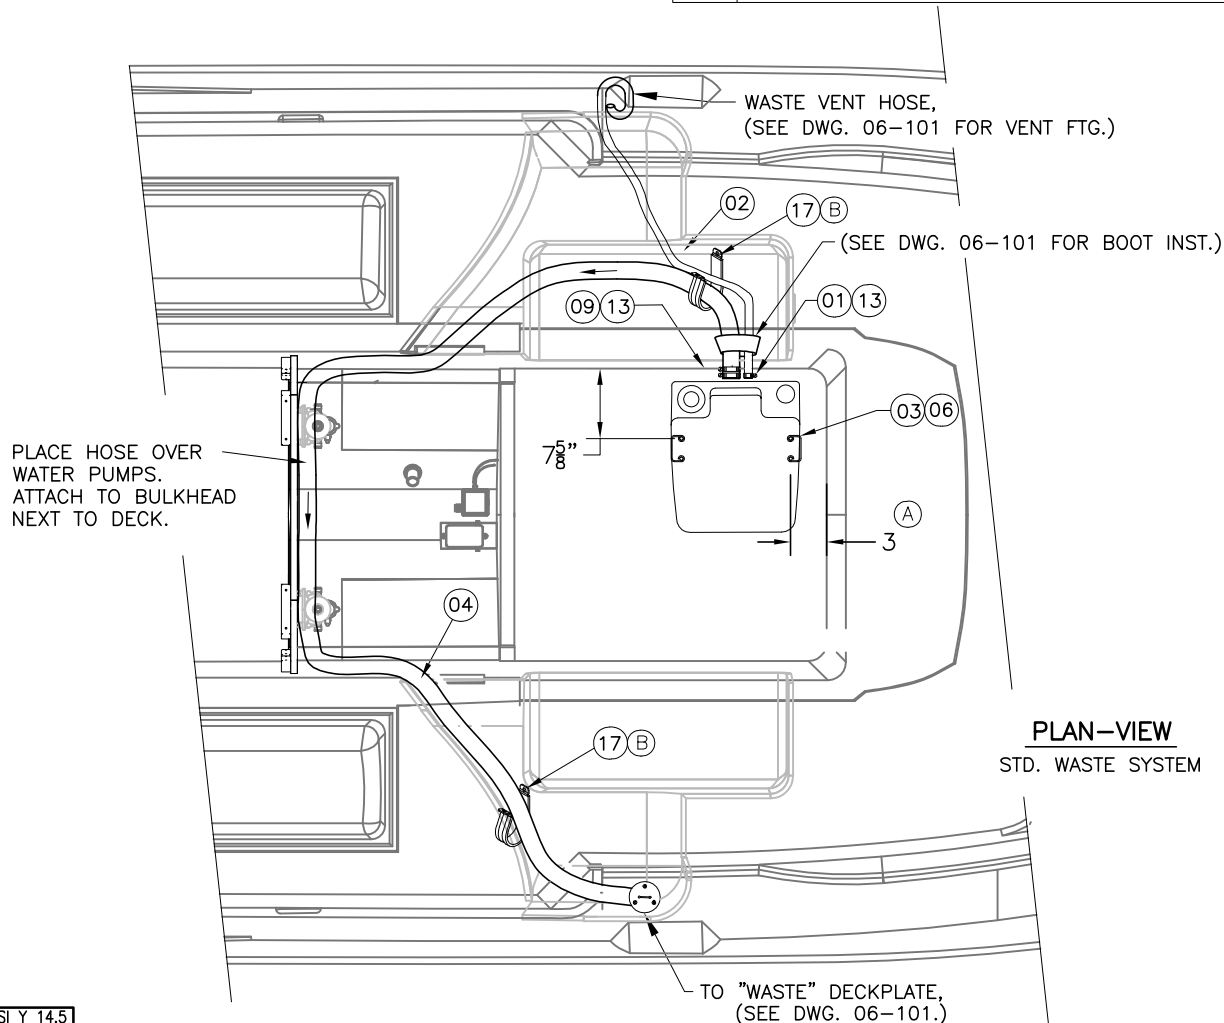 WASTE VENT HOSE,
(SEE DWG. 06-101 FOR VENT FTG.)
02
17 B
(SEE DWG. 06-101 FOR BOOT INST.)
09 13
01 13
03 06
7 5/8"
PLACE HOSE OVER
WATER PUMPS.
ATTACH TO BULKHEAD
NEXT TO DECK.
A
3
04
17 B
PLAN-VIEW
STD. WASTE SYSTEM
TO "WASTE" DECKPLATE,
(SEE DWG. 06-101.)
Y 14.5